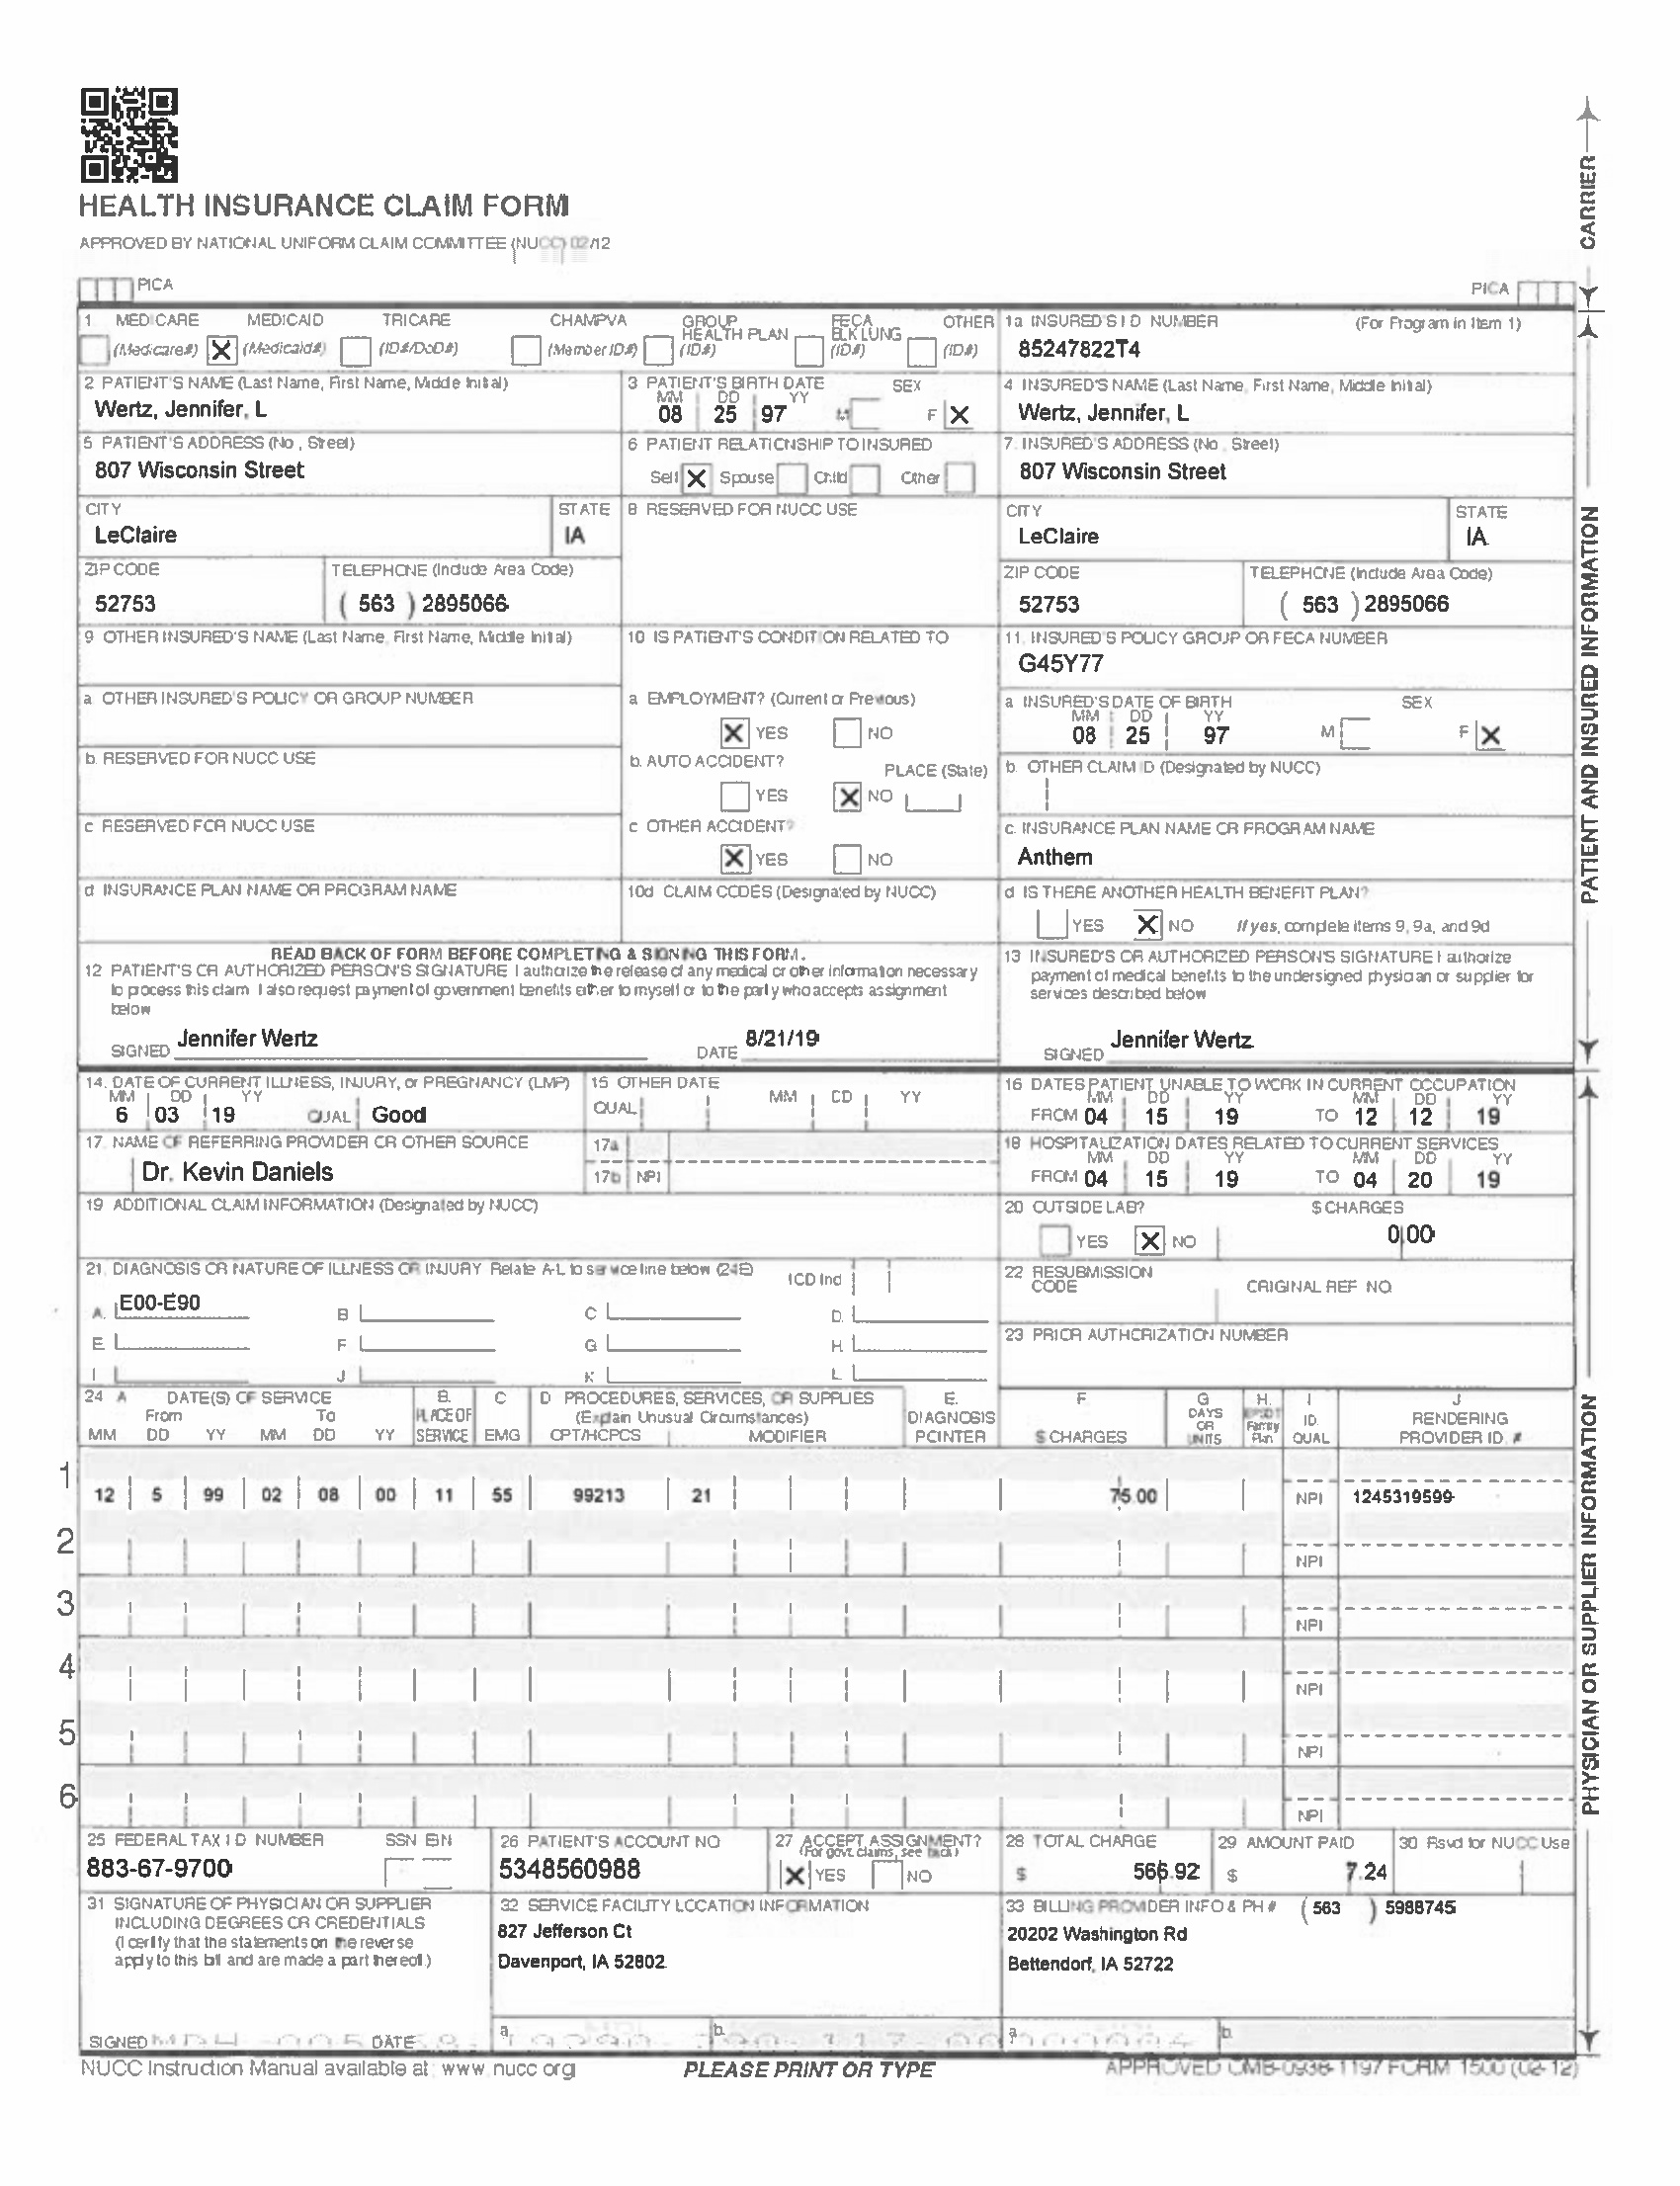 HEALTH INSURANCE CLAIM FORM
APPROVED BY NATIONAL UNIFORM CLAIM COMMITTEE (NUCC) 02/12
PICA
PICA
CARRIER
1 MEDICARE MEDICAID TRICARE CHAMPVA GROUP HEALTH PLAN FECA BLK LUNG OTHER
(Medicare#) X (Medicaid#) (ID#/DoD#) (Member ID#) (ID#) (ID#) (ID#)
1a INSURED'S I D NUMBER (For Program in Item 1)
85247822T4
2 PATIENT'S NAME (Last Name, First Name, Middle Initial)
Wertz, Jennifer, L
3 PATIENT'S BIRTH DATE SEX
MM DD YY
08 25 97 M F X
4 INSURED'S NAME (Last Name, First Name, Middle Initial)
Wertz, Jennifer, L
5 PATIENT'S ADDRESS (No , Street)
807 Wisconsin Street
6 PATIENT RELATIONSHIP TO INSURED
Self X Spouse Child Other
7. INSURED'S ADDRESS (No , Street)
807 Wisconsin Street
CITY STATE
LeClaire IA
8 RESERVED FOR NUCC USE
CITY STATE
LeClaire IA
ZIP CODE TELEPHONE (Include Area Code)
52753 ( 563 ) 2895066
ZIP CODE TELEPHONE (Include Area Code)
52753 ( 563 ) 2895066
9 OTHER INSURED'S NAME (Last Name, First Name, Middle Initial)
10 IS PATIENT'S CONDITION RELATED TO
11. INSURED'S POLICY GROUP OR FECA NUMBER
G45Y77
a OTHER INSURED'S POLICY OR GROUP NUMBER
a EMPLOYMENT? (Current or Previous)
X YES NO
a INSURED'S DATE OF BIRTH SEX
MM DD YY
08 25 97 M F X
b. RESERVED FOR NUCC USE
b. AUTO ACCIDENT? PLACE (State)
YES X NO
b. OTHER CLAIM ID (Designated by NUCC)
c RESERVED FOR NUCC USE
c OTHER ACCIDENT?
X YES NO
c. INSURANCE PLAN NAME OR PROGRAM NAME
Anthem
d INSURANCE PLAN NAME OR PROGRAM NAME
10d CLAIM CODES (Designated by NUCC)
d IS THERE ANOTHER HEALTH BENEFIT PLAN?
YES X NO If yes, complete items 9, 9a, and 9d
PATIENT AND INSURED INFORMATION
READ BACK OF FORM BEFORE COMPLETING & SIGNING THIS FORM.
12 PATIENT'S OR AUTHORIZED PERSON'S SIGNATURE I authorize the release of any medical or other information necessary
to process this claim I also request payment of government benefits either to myself or to the party who accepts assignment
below
SIGNED Jennifer Wertz DATE 8/21/19
13 INSURED'S OR AUTHORIZED PERSON'S SIGNATURE I authorize
payment of medical benefits to the undersigned physician or supplier for
services described below
SIGNED Jennifer Wertz
14. DATE OF CURRENT ILLNESS, INJURY, or PREGNANCY (LMP)
MM DD YY
6 03 19 QUAL Good
15 OTHER DATE
QUAL MM DD YY
16 DATES PATIENT UNABLE TO WORK IN CURRENT OCCUPATION
MM DD YY MM DD YY
FROM 04 15 19 TO 12 12 19
17. NAME OF REFERRING PROVIDER OR OTHER SOURCE
Dr. Kevin Daniels
17a
17b NPI
18 HOSPITALIZATION DATES RELATED TO CURRENT SERVICES
MM DD YY MM DD YY
FROM 04 15 19 TO 04 20 19
19 ADDITIONAL CLAIM INFORMATION (Designated by NUCC)
20 OUTSIDE LAB? $ CHARGES
YES X NO 0 00
21. DIAGNOSIS OR NATURE OF ILLNESS OR INJURY Relate A-L to service line below (24E) ICD Ind
A. E00-E90 B C D.
E F G H.
I J K L
22 RESUBMISSION CODE ORIGINAL REF NO
23 PRIOR AUTHORIZATION NUMBER
24 A DATE(S) OF SERVICE B. C D PROCEDURES, SERVICES, OR SUPPLIES E. F. G H. I J
From To PLACE OF (Explain Unusual Circumstances) DIAGNOSIS DAYS OR EPSDT Family ID. RENDERING
MM DD YY MM DD YY SERVICE EMG CPT/HCPCS MODIFIER POINTER $ CHARGES UNITS Plan QUAL PROVIDER ID. #
1
12 5 99 02 08 00 11 55 99213 21 75.00 NPI 1245319599
2
NPI
3
NPI
4
NPI
5
NPI
6
NPI
PHYSICIAN OR SUPPLIER INFORMATION
25 FEDERAL TAX I D NUMBER SSN EIN
883-67-9700
26 PATIENT'S ACCOUNT NO
5348560988
27 ACCEPT ASSIGNMENT?
(For govt. claims, see back)
X YES NO
28 TOTAL CHARGE
$ 566.92
29 AMOUNT PAID
$ 7.24
30 Rsvd for NUCC Use
31 SIGNATURE OF PHYSICIAN OR SUPPLIER
INCLUDING DEGREES OR CREDENTIALS
(I certify that the statements on the reverse
apply to this bill and are made a part thereof.)
SIGNED DATE
32 SERVICE FACILITY LOCATION INFORMATION
827 Jefferson Ct
Davenport, IA 52802
a. b.
33 BILLING PROVIDER INFO & PH # ( 563 ) 5988745
20202 Washington Rd
Bettendorf, IA 52722
a. b.
NUCC Instruction Manual available at: www nucc org
PLEASE PRINT OR TYPE
APPROVED OMB-0938-1197 FORM 1500 (02-12)